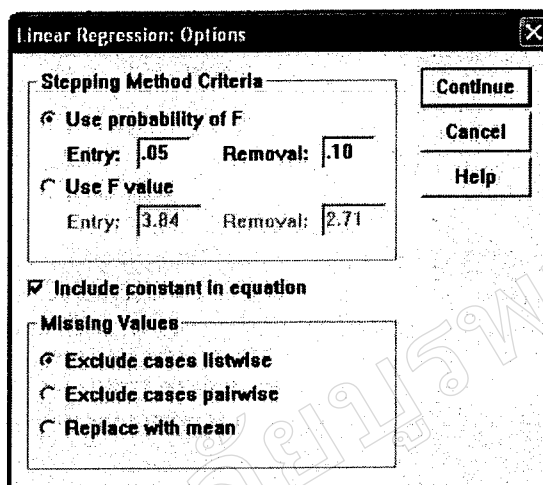 Linear Regression: Options
Stepping Method Criteria
Use probability of F
Entry: .05 Removal: .10
Use F value
Entry: 3.84 Removal: 2.71
Include constant in equation
Missing Values
Exclude cases listwise
Exclude cases pairwise
Replace with mean
Continue
Cancel
Help